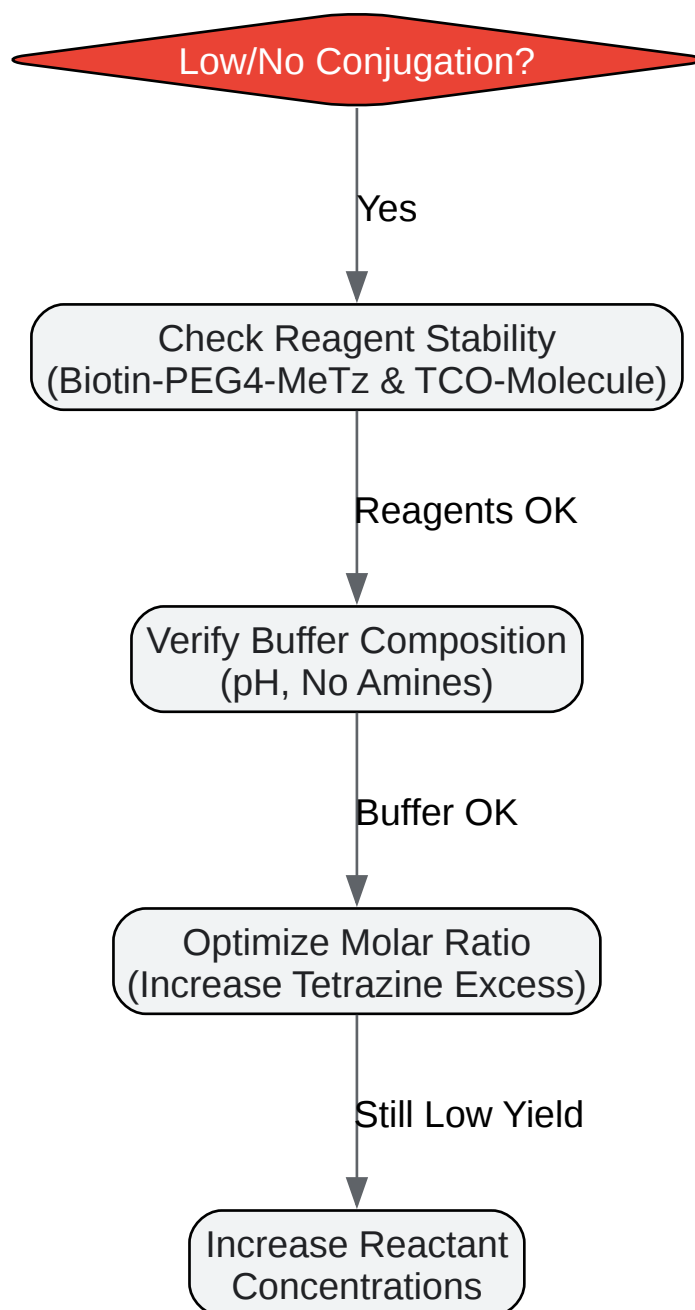 Low/No Conjugation?
Yes
Check Reagent Stability
(Biotin-PEG4-MeTz & TCO-Molecule)
Reagents OK
Verify Buffer Composition
(pH, No Amines)
Buffer OK
Optimize Molar Ratio
(Increase Tetrazine Excess)
Still Low Yield
Increase Reactant
Concentrations